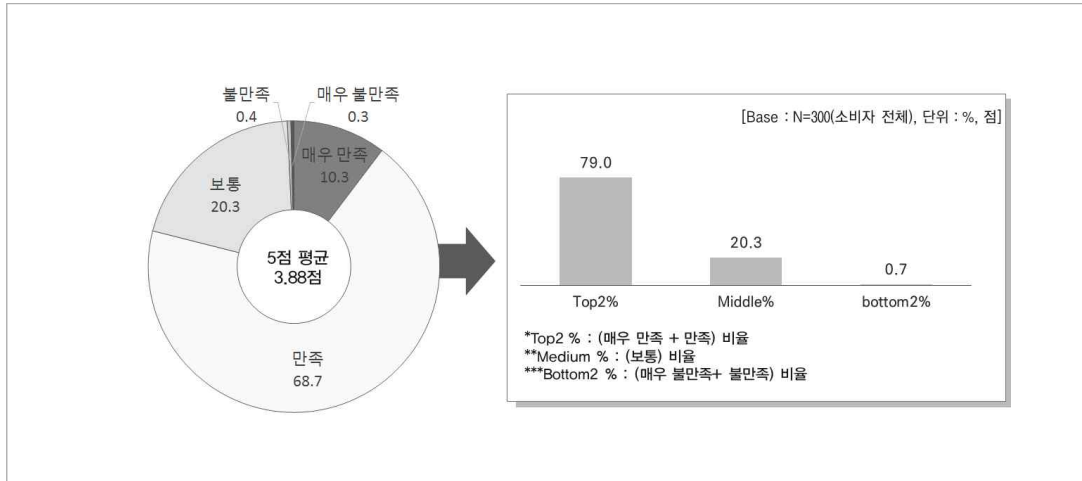 불만족
0.4
매우 불만족
0.3
매우 만족
10.3
보통
20.3
5점 평균
3.88점
만족
68.7
[Base : N=300(소비자 전체), 단위 : %, 점]
79.0
20.3
0.7
Top2%
Middle%
bottom2%
*Top2 % : (매우 만족 + 만족) 비율
**Medium % : (보통) 비율
***Bottom2 % : (매우 불만족+ 불만족) 비율